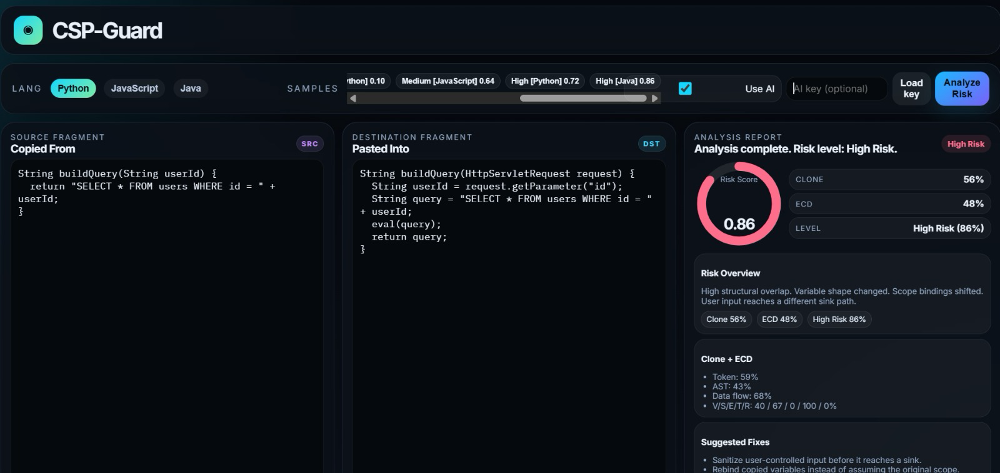 CSP-Guard
LANG Python JavaScript Java SAMPLES
ython] 0.10 Medium [JavaScript] 0.64 High [Python] 0.72 High [Java] 0.86
Use AI
AI key (optional)
Load
key
Analyze
Risk
SOURCE FRAGMENT
Copied From
SRC
String buildQuery(String userId) {
  return "SELECT * FROM users WHERE id = " +
userId;
}
DESTINATION FRAGMENT
Pasted Into
DST
String buildQuery(HttpServletRequest request) {
  String userId = request.getParameter("id");
  String query = "SELECT * FROM users WHERE id = "
+ userId;
  eval(query);
  return query;
}
ANALYSIS REPORT
Analysis complete. Risk level: High Risk.
High Risk
Risk Score
0.86
CLONE 56%
ECD 48%
LEVEL High Risk (86%)
Risk Overview
High structural overlap. Variable shape changed. Scope bindings shifted.
User input reaches a different sink path.
Clone 56% ECD 48% High Risk 86%
Clone + ECD
• Token: 59%
• AST: 43%
• Data flow: 68%
• V/S/E/T/R: 40 / 67 / 0 / 100 / 0%
Suggested Fixes
• Sanitize user-controlled input before it reaches a sink.
• Rebind copied variables instead of assuming the original scope.